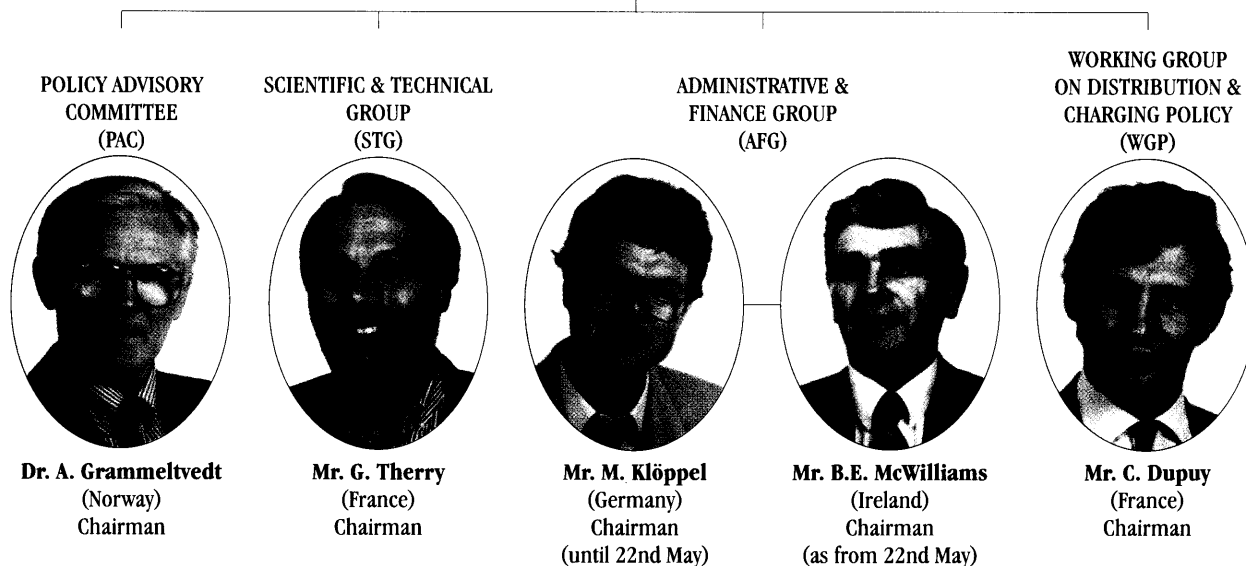 POLICY ADVISORY
COMMITTEE
(PAC)
SCIENTIFIC & TECHNICAL
GROUP
(STG)
ADMINISTRATIVE &
FINANCE GROUP
(AFG)
WORKING GROUP
ON DISTRIBUTION &
CHARGING POLICY
(WGP)
Dr. A. Grammeltvedt
(Norway)
Chairman
Mr. G. Therry
(France)
Chairman
Mr. M. Klöppel
(Germany)
Chairman
(until 22nd May)
Mr. B.E. McWilliams
(Ireland)
Chairman
(as from 22nd May)
Mr. C. Dupuy
(France)
Chairman